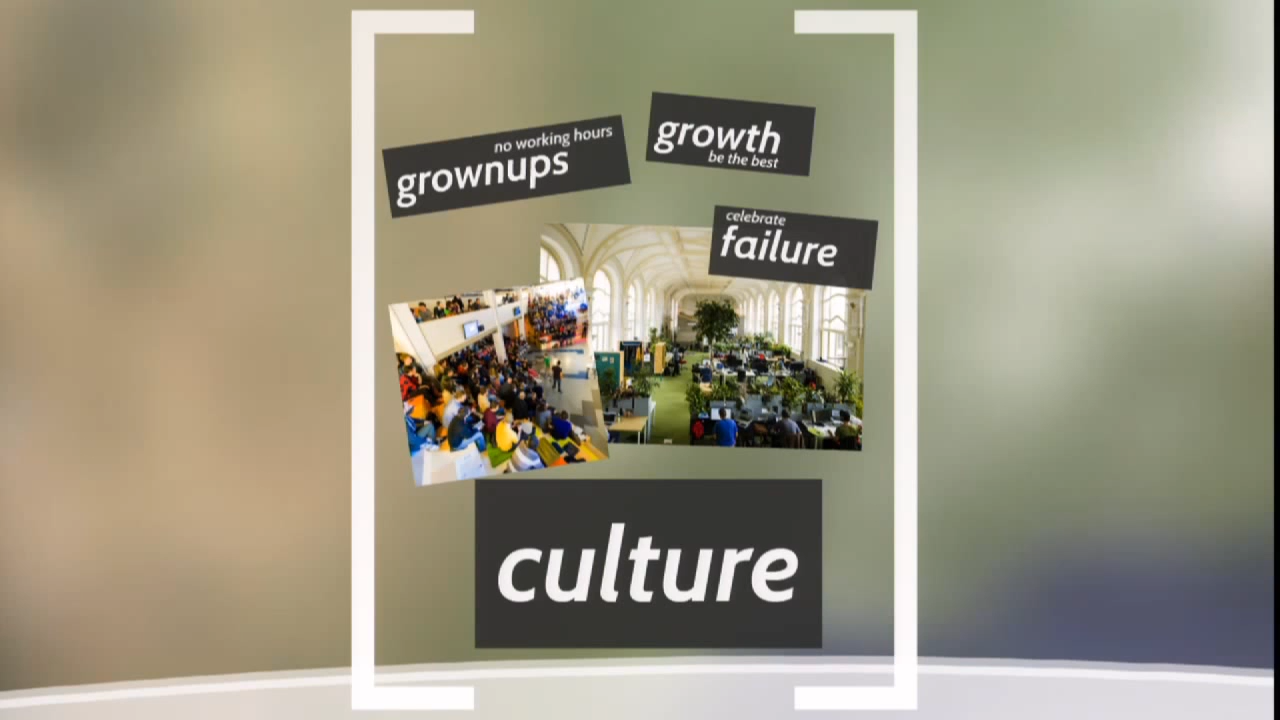 no working hours
grownups
growth
be the best
celebrate
failure
culture